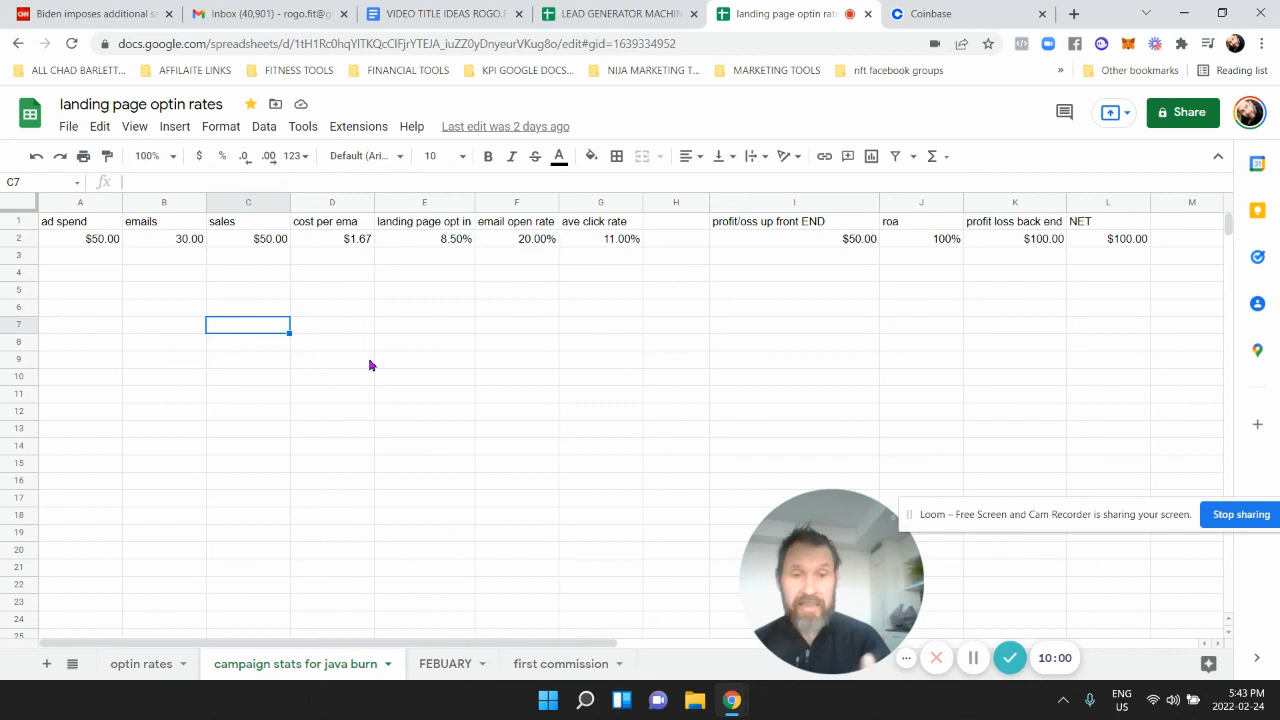 Biden imposes additional sa
Inbox (40,901) - rogo.fit@g
VIDEO TITLE IDEAS ROGO.F
LEAD GENERATOR MACHIN
landing page optin rate
Coinbase
docs.google.com/spreadsheets/d/1tH1Rc0hqYlTKQcCIFjrYTEJA_iuZZ0yDnyeurVKaq8o/edit#gid=1639334952
ALL CHAD BARLETT...
AFFILAITE LINKS
FITNESS TOOLS
FINANCIAL TOOLS
KPI GOOGLE DOCS...
NIJA MARKETING T...
MARKETING TOOLS
nft facebook groups
»
Other bookmarks
Reading list
landing page optin rates
File Edit View Insert Format Data Tools Extensions Help Last edit was 2 days ago
Share
100% $ % .0 .00 123 Default (Ari... 10 B I S A Σ
C7 fx
A B C D E F G H I J K L M
1 ad spend emails sales cost per ema landing page opt in email open rate ave click rate profit/oss up front END roa profit loss back end NET
2 $50.00 30.00 $50.00 $1.67 8.50% 20.00% 11.00% $50.00 100% $100.00 $100.00
3
4
5
6
7
8
9
10
11
12
13
14
15
16
17
18
19
20
21
22
23
24
25
Loom – Free Screen and Cam Recorder is sharing your screen.
Stop sharing
10:00
optin rates
campaign stats for java burn
FEBUARY
first commission
ENG
US
5:43 PM
2022-02-24